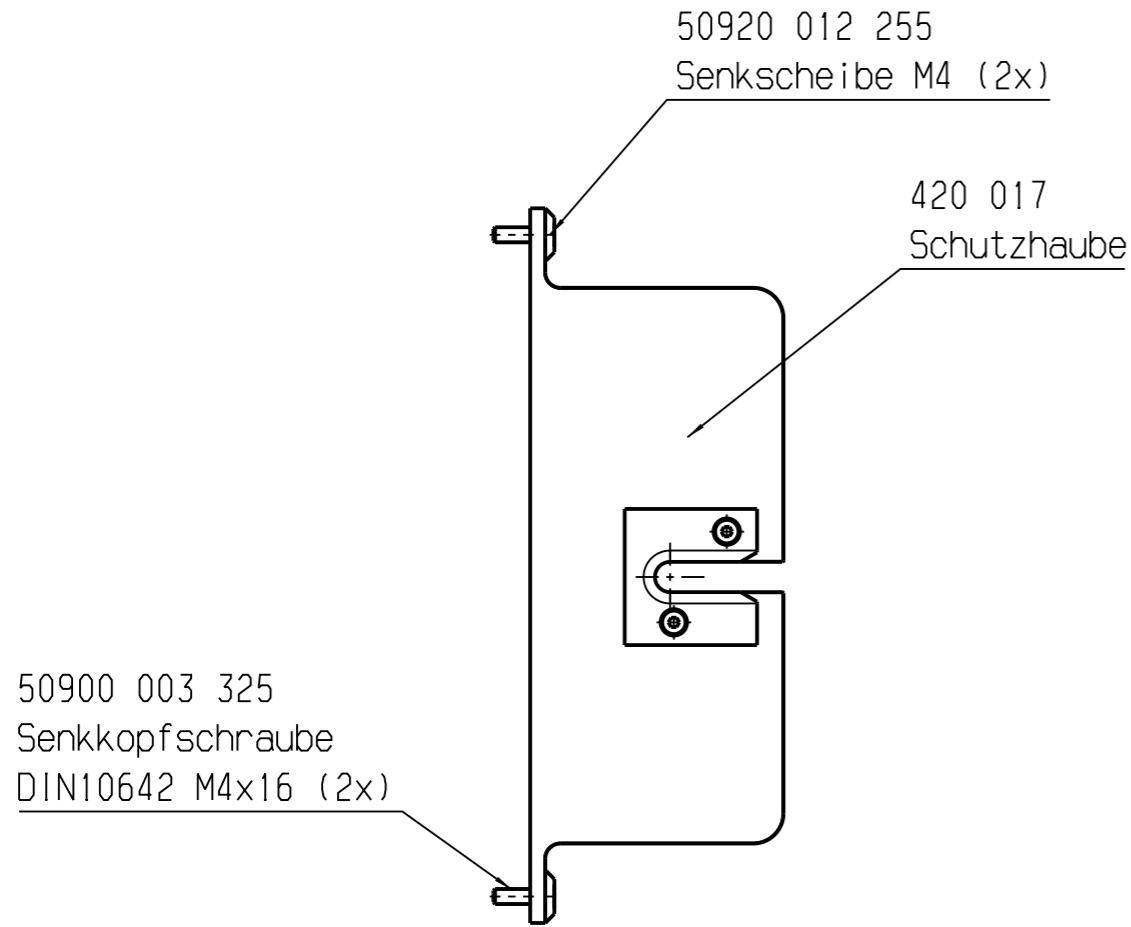 50920 012 255
Senkscheibe M4 (2x)
420 017
Schutzhaube
50900 003 325
Senkkopfschraube
DIN10642 M4x16 (2x)